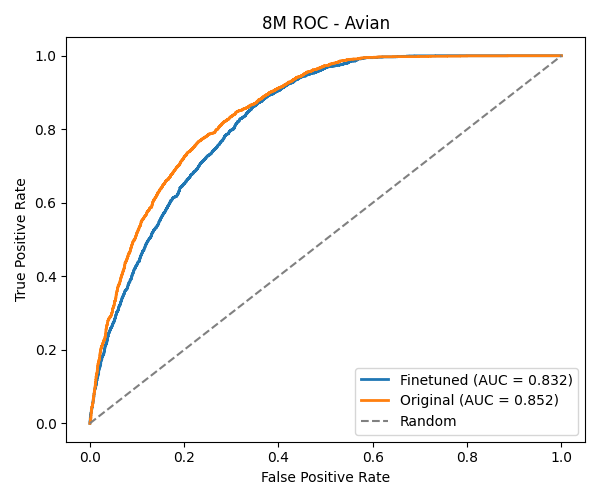 8M ROC - Avian
True Positive Rate
1.0
0.8
0.6
0.4
0.2
0.0
0.0 0.2 0.4 0.6 0.8 1.0
False Positive Rate
Finetuned (AUC = 0.832)
Original (AUC = 0.852)
Random